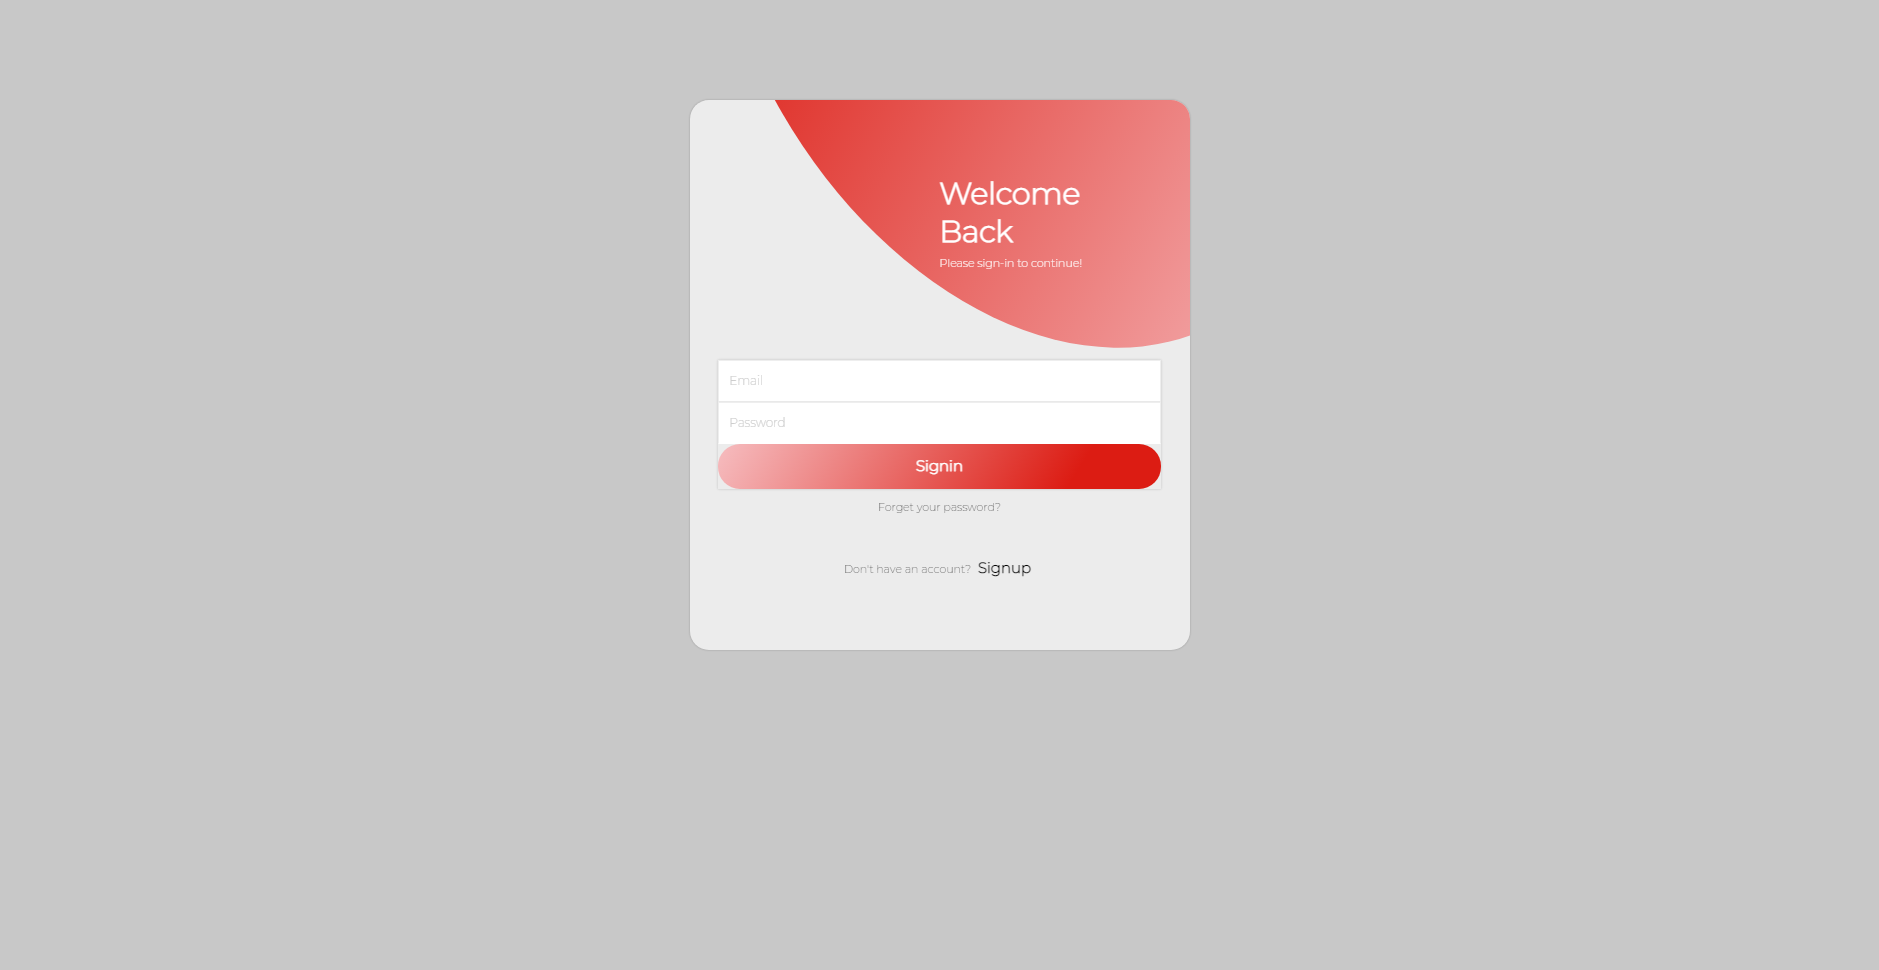 Welcome
Back
Please sign-in to continue!
Email
Password
Signin
Forget your password?
Don't have an account? Signup